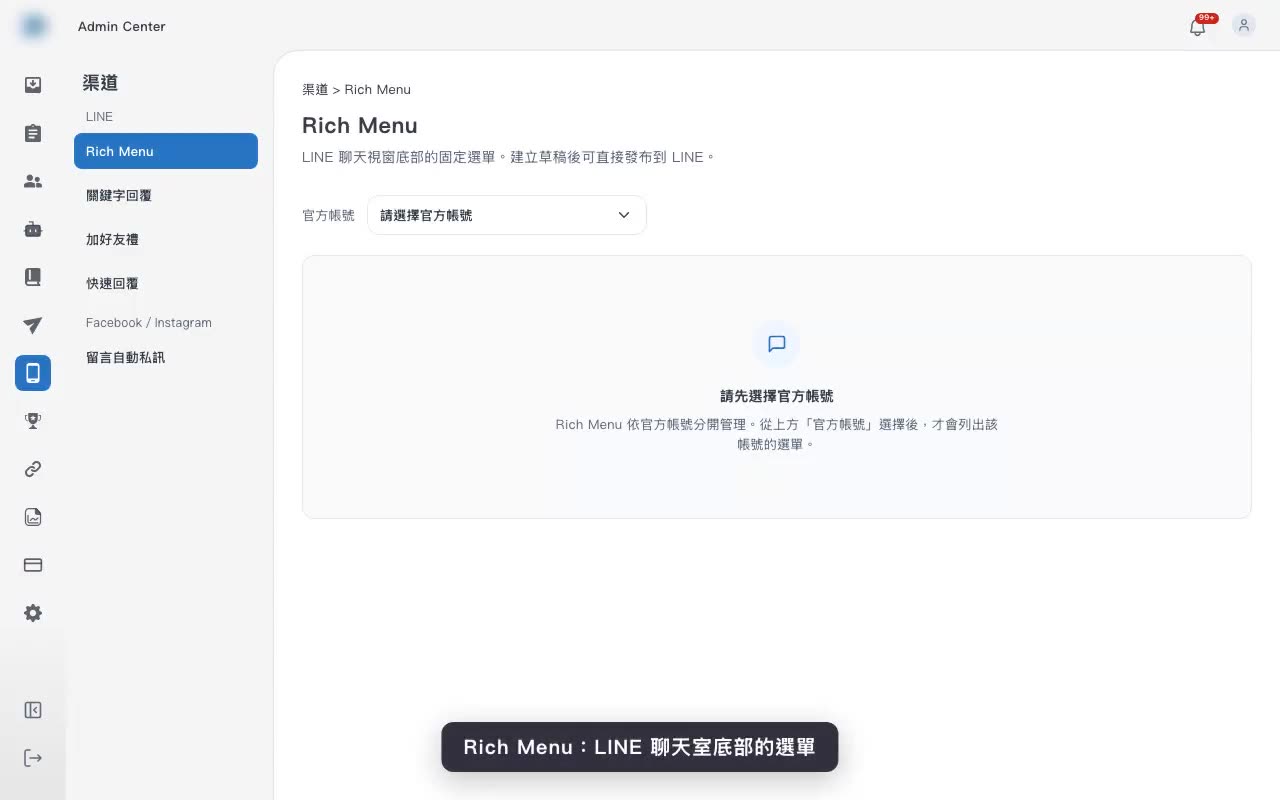 Admin Center
99+
渠道
LINE
Rich Menu
關鍵字回覆
加好友禮
快速回覆
Facebook / Instagram
留言自動私訊
渠道 > Rich Menu
Rich Menu
LINE 聊天視窗底部的固定選單。建立草稿後可直接發布到 LINE。
官方帳號
請選擇官方帳號
請先選擇官方帳號
Rich Menu 依官方帳號分開管理。從上方「官方帳號」選擇後，才會列出該
帳號的選單。
Rich Menu：LINE 聊天室底部的選單